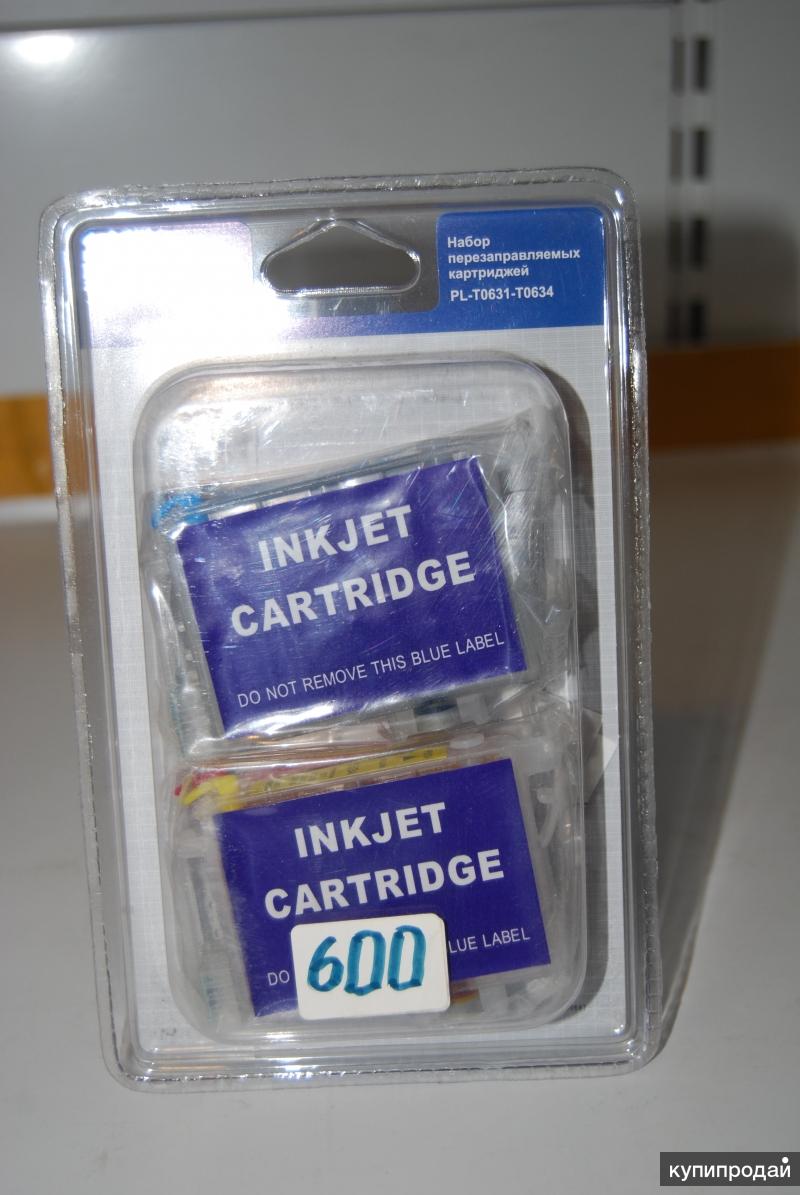 Набор
перезаправляемых
картриджей
PL-T0631-T0634
INKJET
CARTRIDGE
DO NOT REMOVE THIS BLUE LABEL
INKJET
CARTRIDGE
DO LUE LABEL
600
купипродай